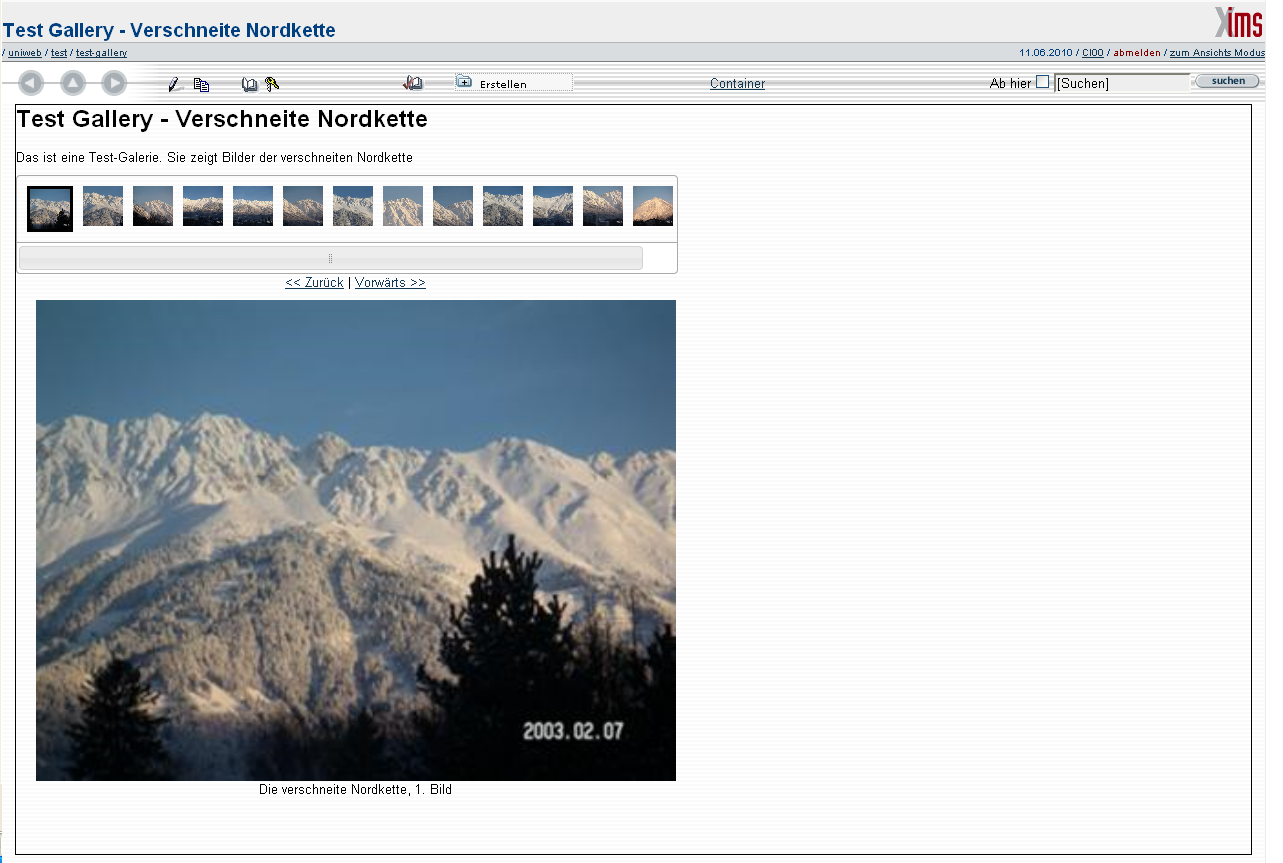 Test Gallery - Verschneite Nordkette
Xims
/ uniweb / test / test-gallery
11.06.2010 / CI00 / abmelden / zum Ansichts Modus
Erstellen
Container
Ab hier [Suchen] suchen
Test Gallery - Verschneite Nordkette
Das ist eine Test-Galerie. Sie zeigt Bilder der verschneiten Nordkette
<< Zurück | Vorwärts >>
2003.02.07
Die verschneite Nordkette, 1. Bild